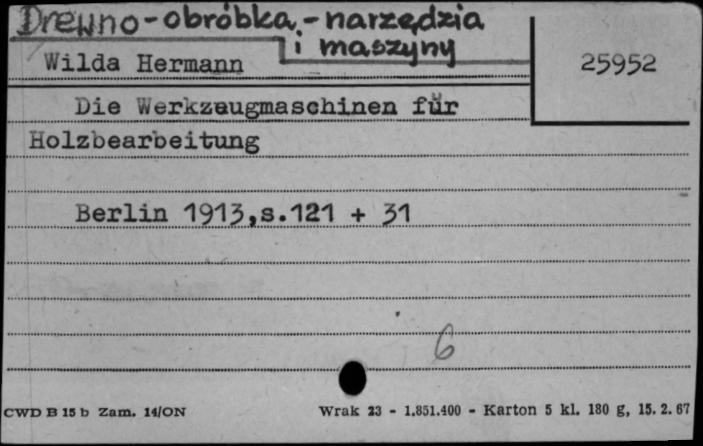 Drewno-obróbka-narzędzia
i maszyny
Wilda Hermann
25952
Die Werkzeugmaschinen für
Holzbearbeitung
Berlin 1913,s.121 + 31
6
CWD B 15 b Zam. 14/ON
Wrak 23 - 1.851.400 - Karton 5 kl. 180 g, 15. 2. 67